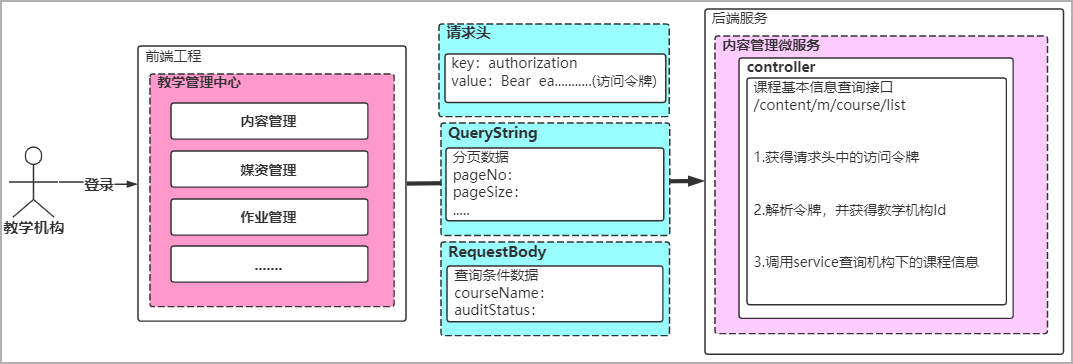 教学机构
登录
前端工程
教学管理中心
内容管理
媒资管理
作业管理
.......
请求头
key：authorization
value：Bear ea...........(访问令牌)
QueryString
分页数据
pageNo：
pageSize：
.....
RequestBody
查询条件数据
courseName：
auditStatus：
后端服务
内容管理微服务
controller
课程基本信息查询接口
/content/m/course/list
1.获得请求头中的访问令牌
2.解析令牌，并获得教学机构Id
3.调用service查询机构下的课程信息